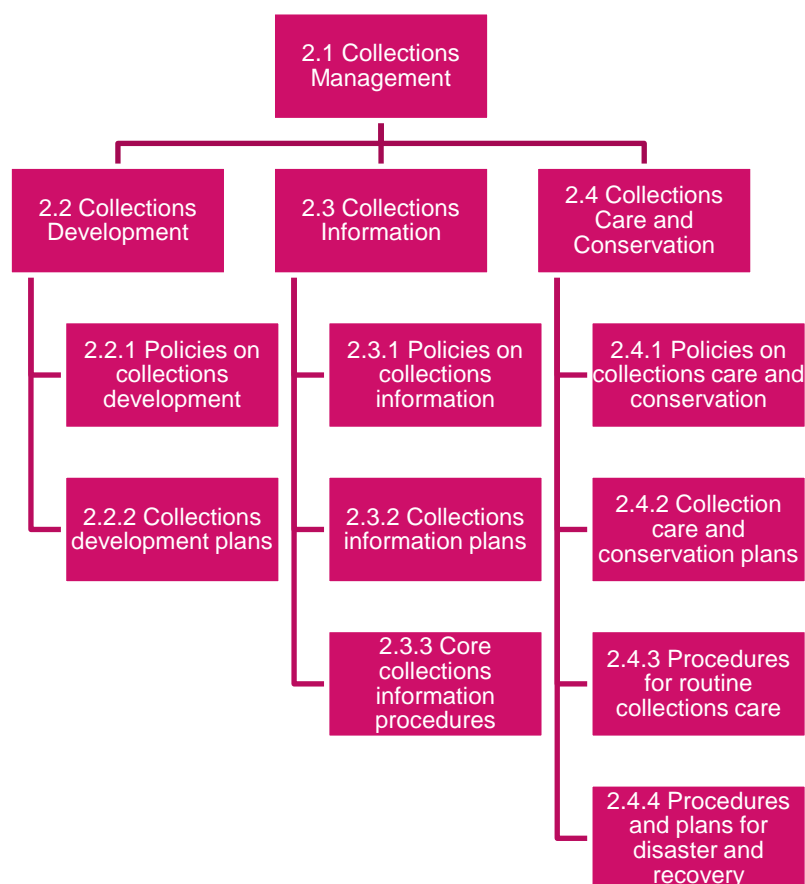 2.1 Collections
Management
2.2 Collections
Development
2.3 Collections
Information
2.4 Collections
Care and
Conservation
2.2.1 Policies on
collections
development
2.3.1 Policies on
collections
information
2.4.1 Policies on
collections care and
conservation
2.2.2 Collections
development plans
2.3.2 Collections
information plans
2.4.2 Collection
care and
conservation plans
2.3.3 Core
collections
information
procedures
2.4.3 Procedures
for routine
collections care
2.4.4 Procedures
and plans for
disaster and
recovery